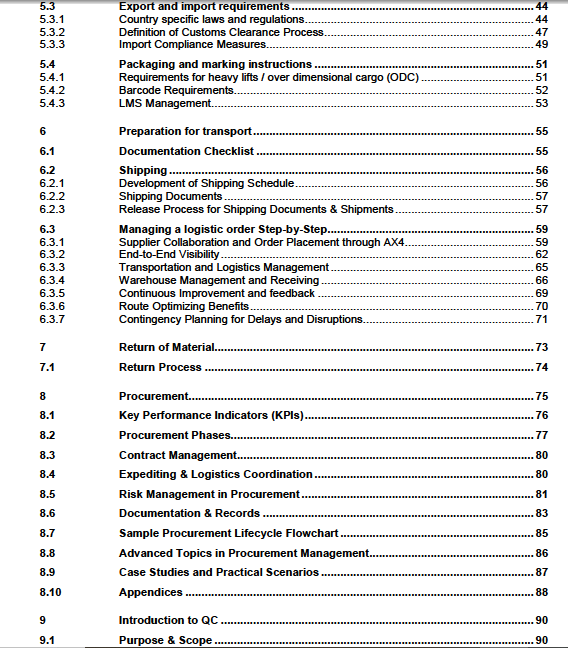 5.3 Export and import requirements 44
5.3.1 Country specific laws and regulations 44
5.3.2 Definition of Customs Clearance Process 47
5.3.3 Import Compliance Measures 49
5.4 Packaging and marking instructions 51
5.4.1 Requirements for heavy lifts / over dimensional cargo (ODC) 51
5.4.2 Barcode Requirements 52
5.4.3 LMS Management 53
6 Preparation for transport 55
6.1 Documentation Checklist 55
6.2 Shipping 56
6.2.1 Development of Shipping Schedule 56
6.2.2 Shipping Documents 57
6.2.3 Release Process for Shipping Documents & Shipments 57
6.3 Managing a logistic order Step-by-Step 59
6.3.1 Supplier Collaboration and Order Placement through AX4 59
6.3.2 End-to-End Visibility 62
6.3.3 Transportation and Logistics Management 65
6.3.4 Warehouse Management and Receiving 66
6.3.5 Continuous Improvement and feedback 69
6.3.6 Route Optimizing Benefits 70
6.3.7 Contingency Planning for Delays and Disruptions 71
7 Return of Material 73
7.1 Return Process 74
8 Procurement 75
8.1 Key Performance Indicators (KPIs) 76
8.2 Procurement Phases 77
8.3 Contract Management 80
8.4 Expediting & Logistics Coordination 80
8.5 Risk Management in Procurement 81
8.6 Documentation & Records 83
8.7 Sample Procurement Lifecycle Flowchart 85
8.8 Advanced Topics in Procurement Management 86
8.9 Case Studies and Practical Scenarios 87
8.10 Appendices 88
9 Introduction to QC 90
9.1 Purpose & Scope 90